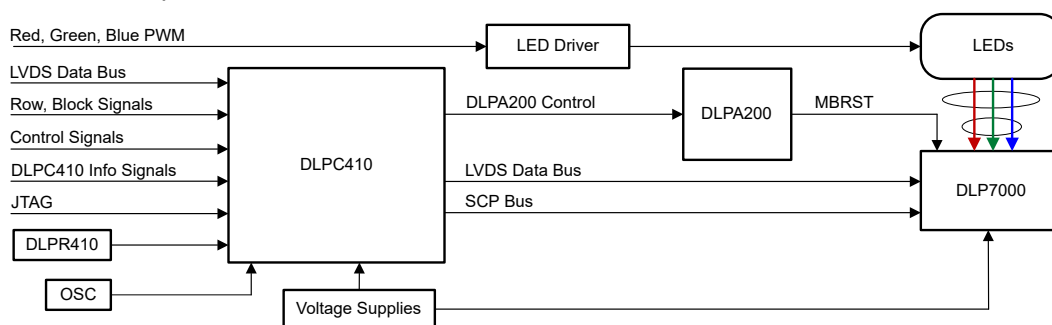 Red, Green, Blue PWM
LED Driver
LEDs
LVDS Data Bus
Row, Block Signals
Control Signals
DLPC410 Info Signals
JTAG
DLPR410
OSC
DLPC410
DLPA200 Control
DLPA200
MBRST
LVDS Data Bus
SCP Bus
DLP7000
Voltage Supplies